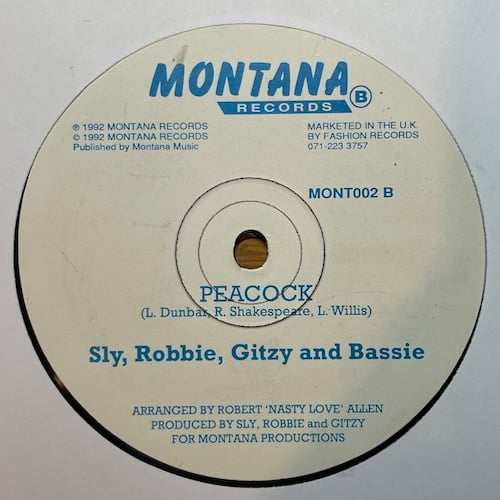 MONTANA
RECORDS
B
℗ 1992 MONTANA RECORDS
© 1992 MONTANA RECORDS
Published by Montana Music
MARKETED IN THE U.K.
BY FASHION RECORDS
071-223 3757
MONT002 B
PEACOCK
(L. Dunbar, R. Shakespeare, L. Willis)
Sly, Robbie, Gitzy and Bassie
ARRANGED BY ROBERT 'NASTY LOVE' ALLEN
PRODUCED BY SLY, ROBBIE and GITZY
FOR MONTANA PRODUCTIONS